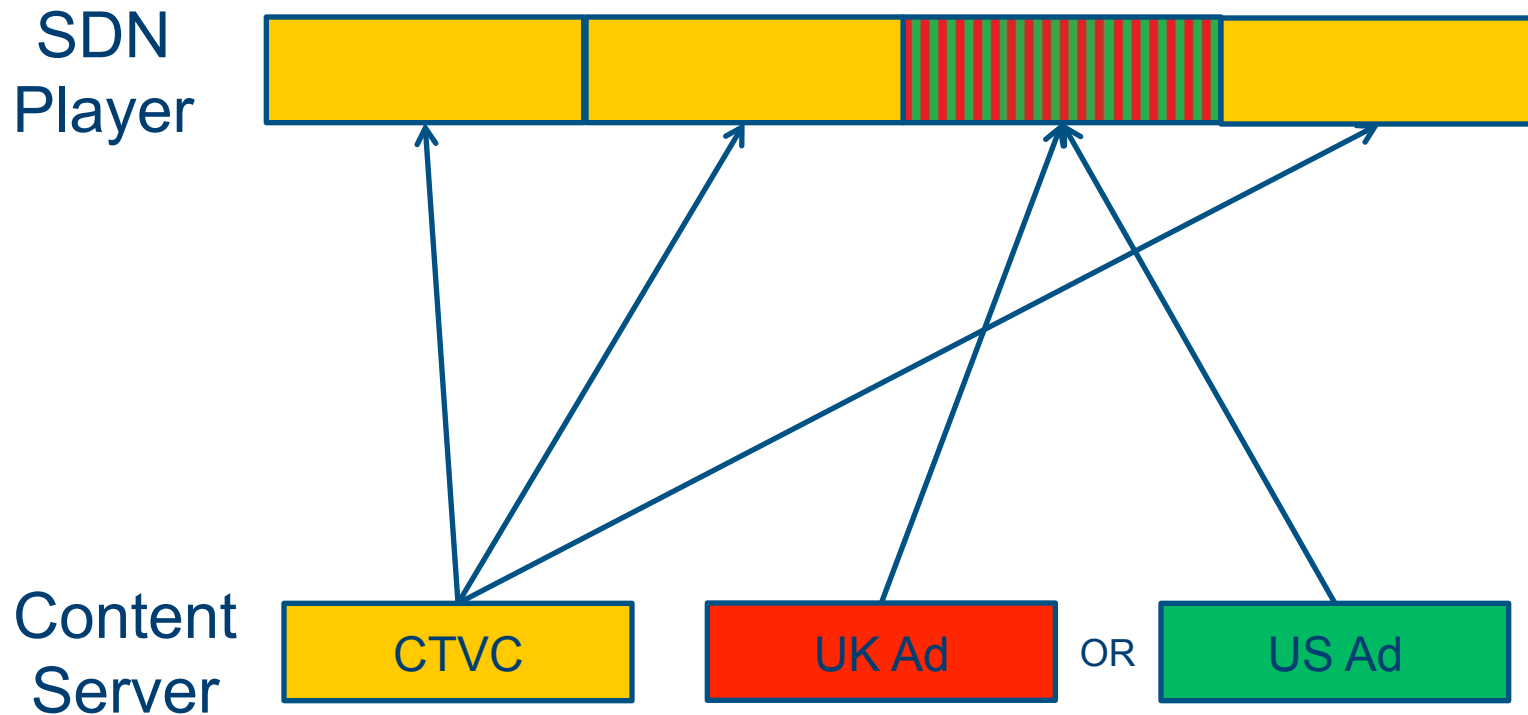 SDN
Player
Content
Server
CTVC
UK Ad
OR
US Ad